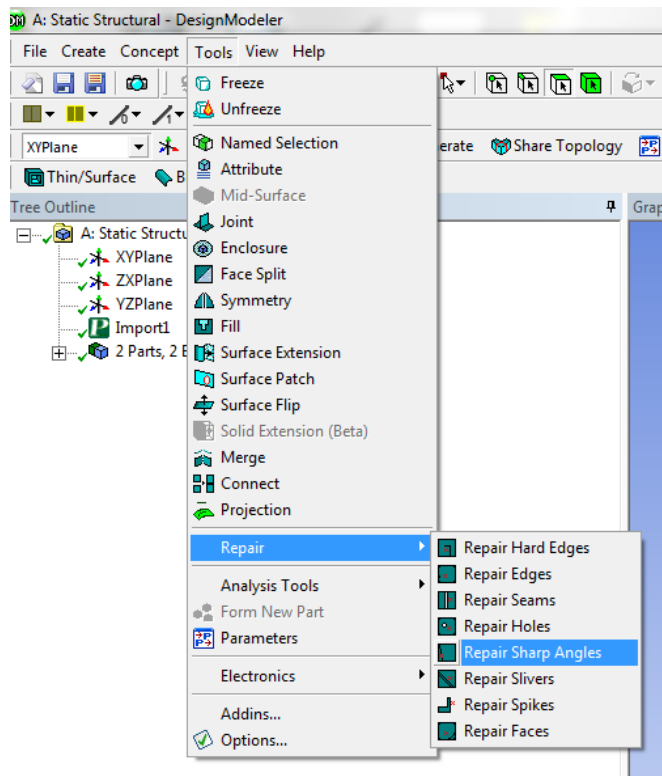 A: Static Structural - DesignModeler
File Create Concept Tools View Help
XYPlane
erate Share Topology
Thin/Surface B
Tree Outline
Grap
A: Static Structu
XYPlane
ZXPlane
YZPlane
Import1
2 Parts, 2 B
Freeze
Unfreeze
Named Selection
Attribute
Mid-Surface
Joint
Enclosure
Face Split
Symmetry
Fill
Surface Extension
Surface Patch
Surface Flip
Solid Extension (Beta)
Merge
Connect
Projection
Repair
Analysis Tools
Form New Part
Parameters
Electronics
Addins...
Options...
Repair Hard Edges
Repair Edges
Repair Seams
Repair Holes
Repair Sharp Angles
Repair Slivers
Repair Spikes
Repair Faces